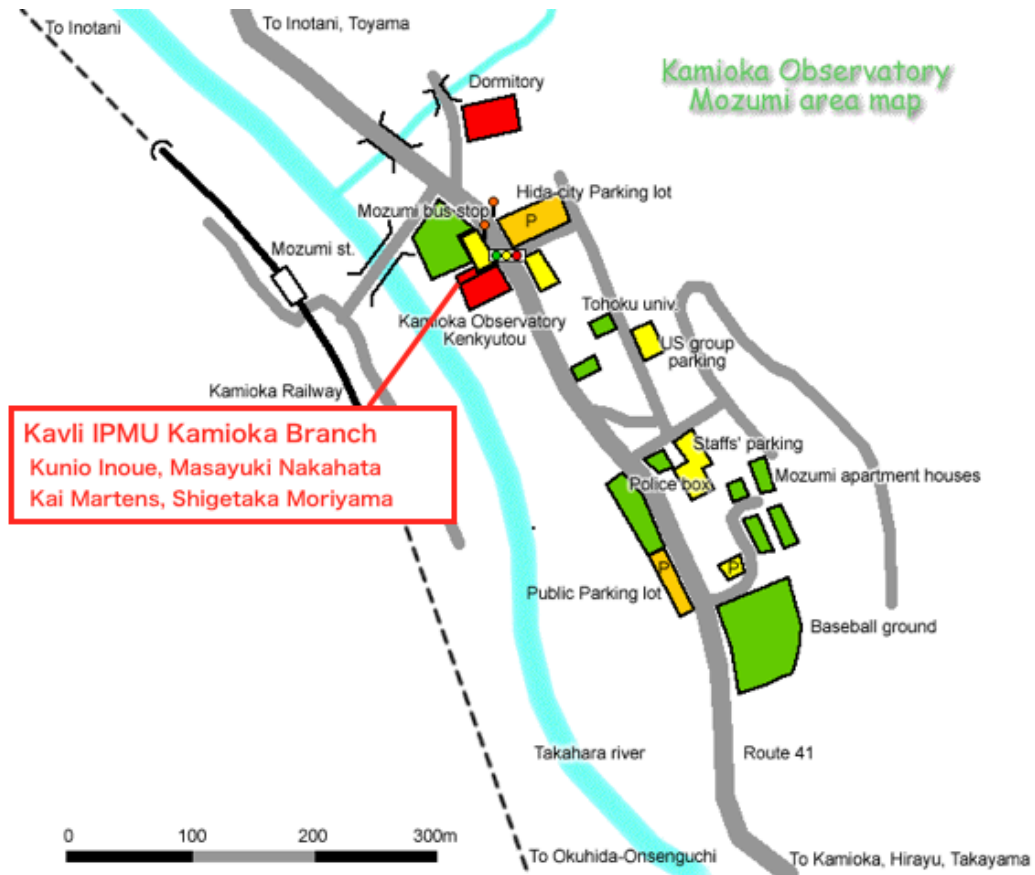 To Inotani
To Inotani, Toyama
Kamioka Observatory
Mozumi area map
Dormitory
Hida-city Parking lot
P
Mozumi bus stop
Mozumi st.
Kamioka Observatory
Kenkyutou
Tohoku univ.
US group
parking
Kamioka Railway
Kavli IPMU Kamioka Branch
Kunio Inoue, Masayuki Nakahata
Kai Martens, Shigetaka Moriyama
Staffs' parking
Police box
Mozumi apartment houses
P
P
Public Parking lot
Baseball ground
Takahara river
Route 41
0 100 200 300m
To Okuhida-Onsenguchi
To Kamioka, Hirayu, Takayama